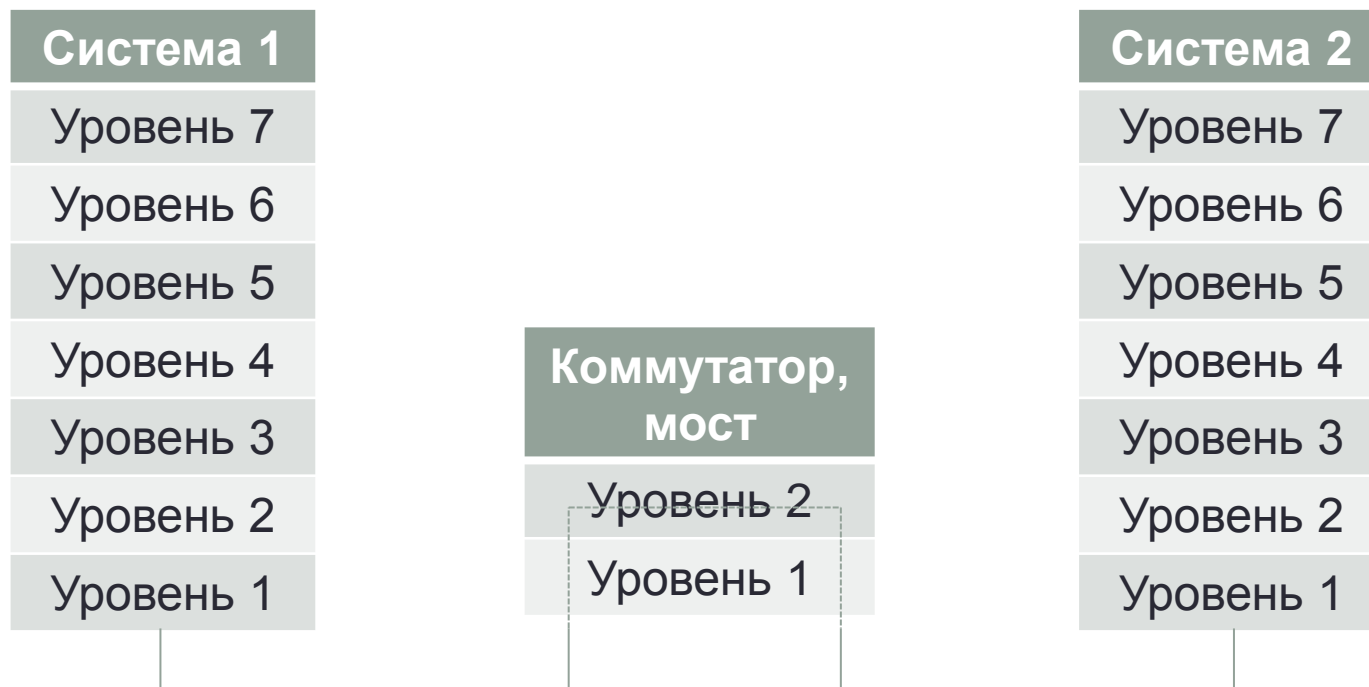 Система 1
Уровень 7
Уровень 6
Уровень 5
Уровень 4
Уровень 3
Уровень 2
Уровень 1
Коммутатор,
мост
Уровень 2
Уровень 1
Система 2
Уровень 7
Уровень 6
Уровень 5
Уровень 4
Уровень 3
Уровень 2
Уровень 1